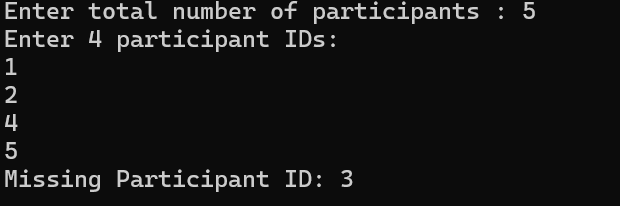 Enter total number of participants : 5
Enter 4 participant IDs:
1
2
4
5
Missing Participant ID: 3